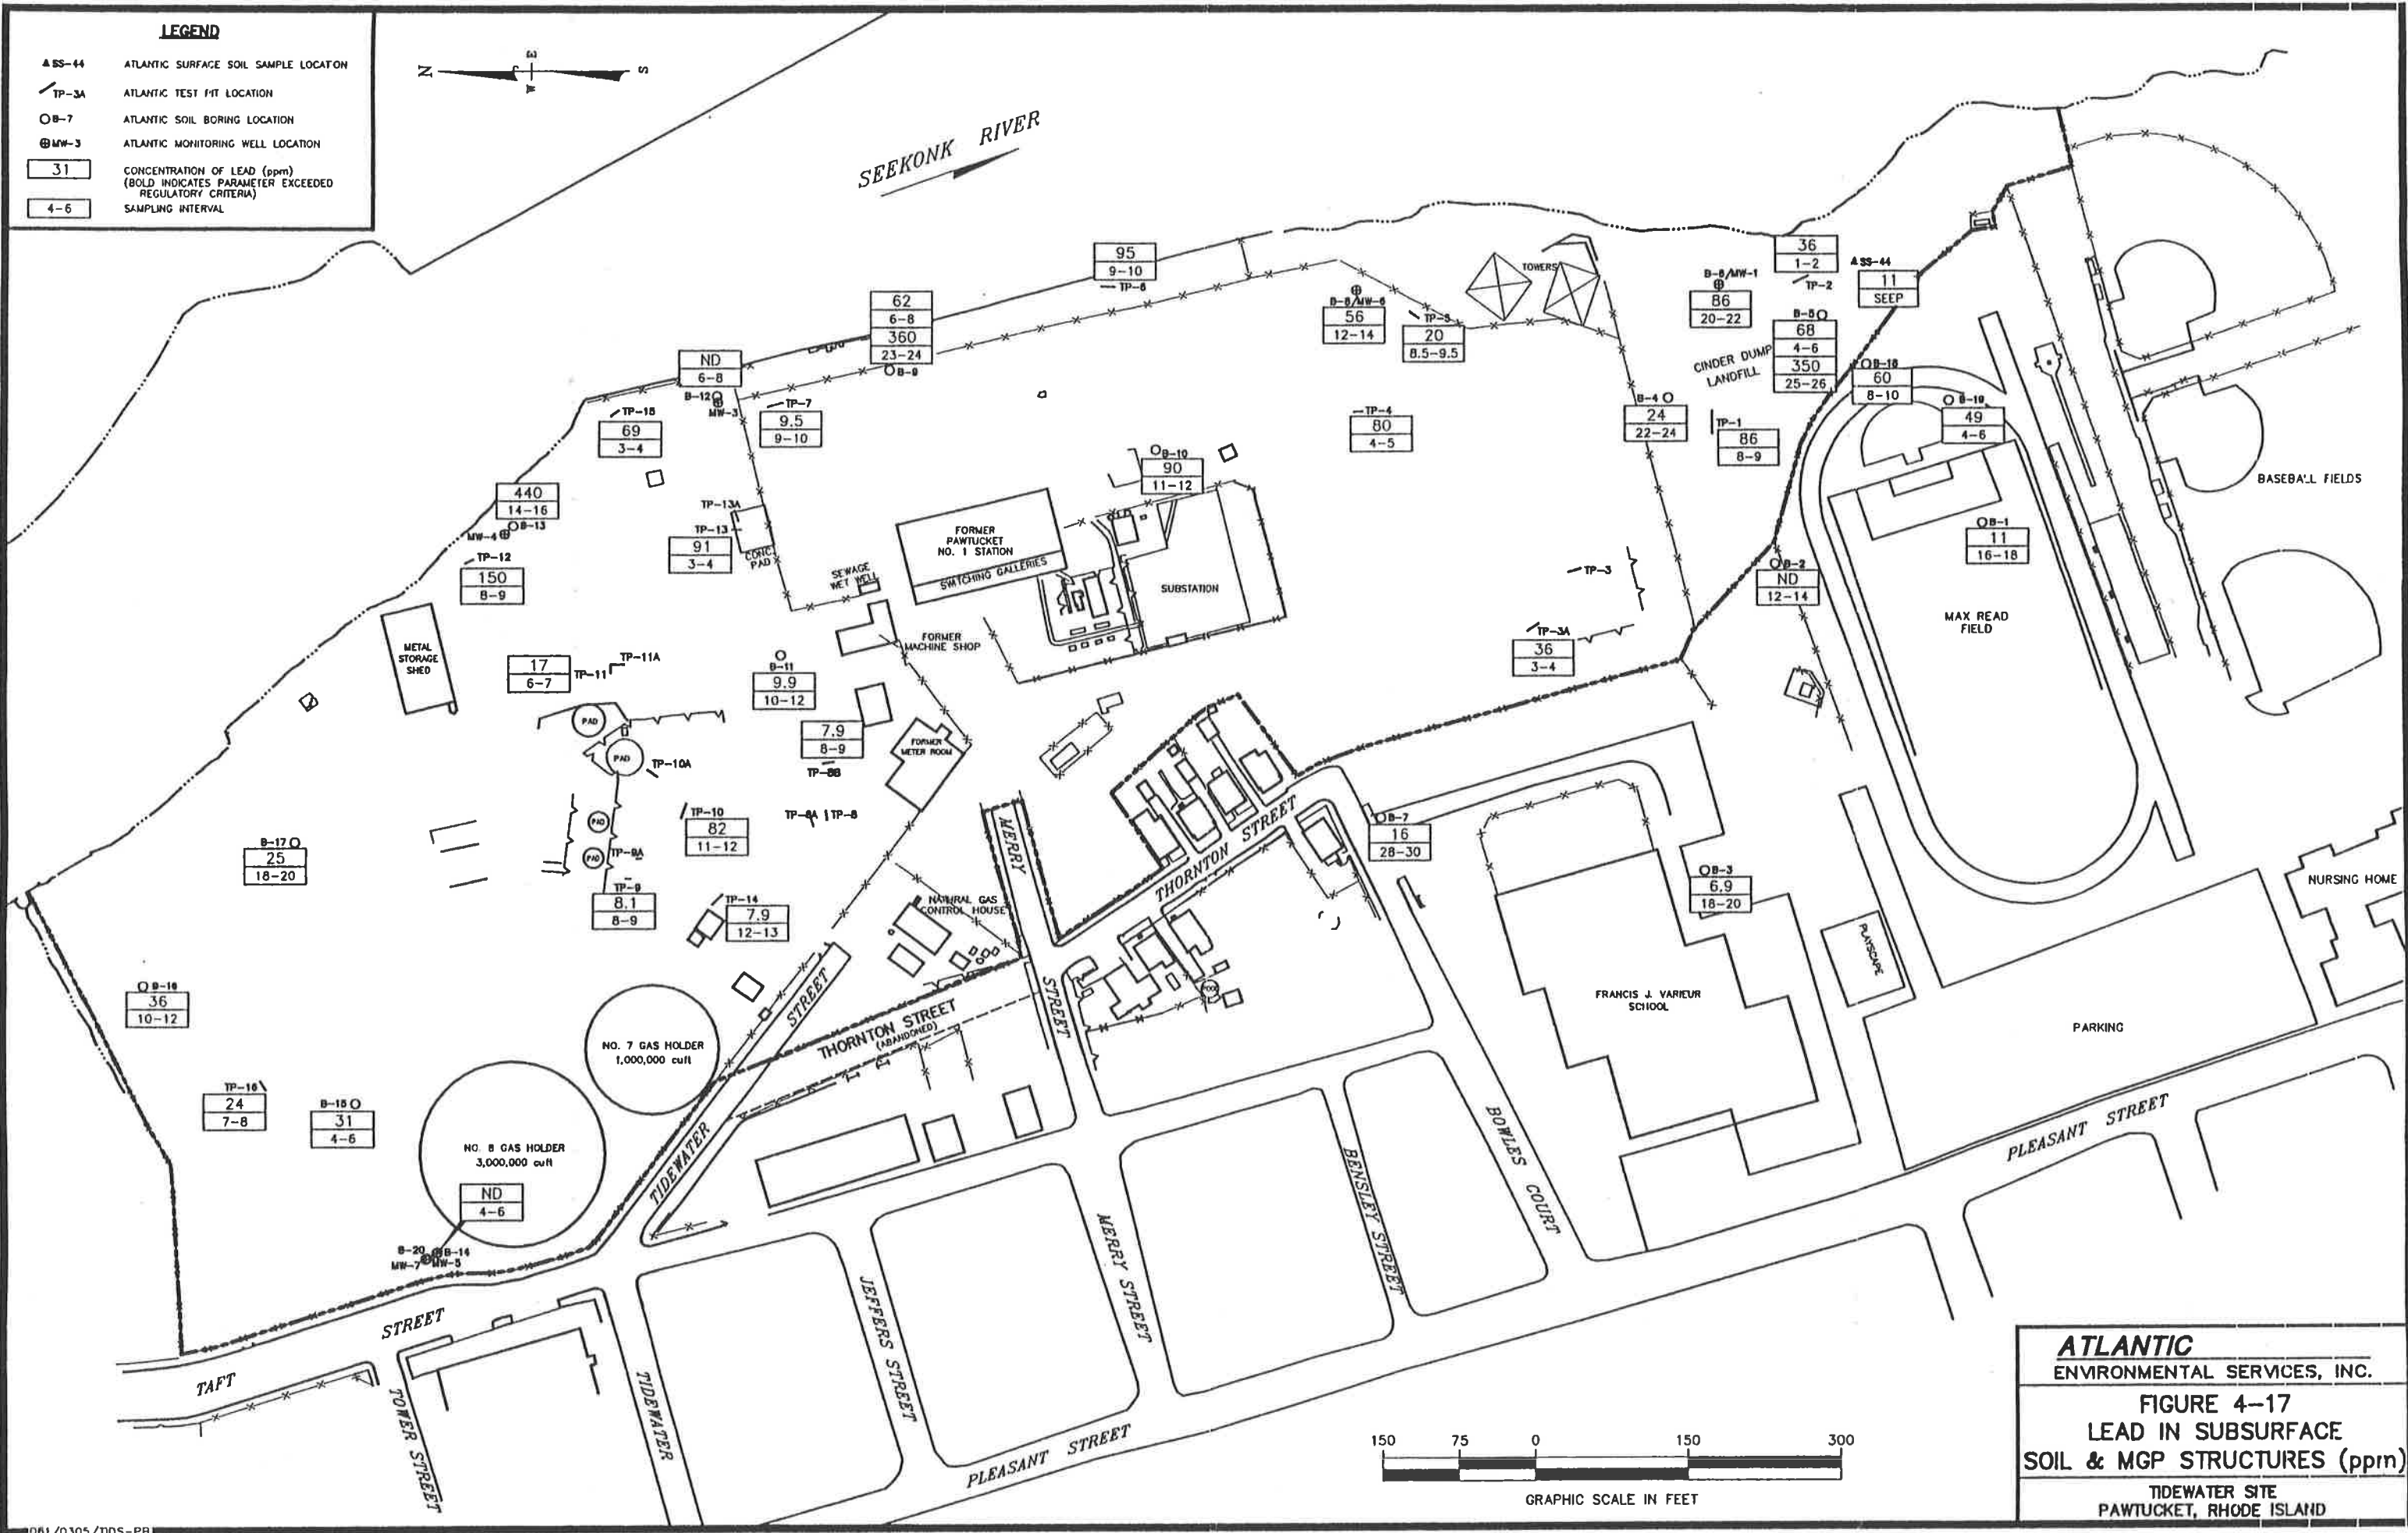 LEGEND
SS-44 ATLANTIC SURFACE SOIL SAMPLE LOCATION
TP-3A ATLANTIC TEST PIT LOCATION
B-7 ATLANTIC SOIL BORING LOCATION
MW-3 ATLANTIC MONITORING WELL LOCATION
31 CONCENTRATION OF LEAD (ppm)
(BOLD INDICATES PARAMETER EXCEEDED
REGULATORY CRITERIA)
4-6 SAMPLING INTERVAL
N
E
W
S
SEEKONK RIVER
95
9-10
TP-6
62
6-8
360
23-24
B-9
ND
6-8
B-12
MW-3
TP-7
9.5
9-10
69
3-4
440
14-16
B-13
MW-4
TP-12
150
8-9
TP-13A
TP-13
91
3-4
CONC.
PAD
SEWAGE
WET WELL
FORMER
PAWTUCKET
NO. 1 STATION
SWITCHING GALLERIES
B-10
90
11-12
SUBSTATION
FORMER
MACHINE SHOP
TOWERS
56
12-14
20
8.5-9.5
TP-4
80
4-5
B-4
24
22-24
36
1-2
TP-2
SS-44
11
SEEP
86
20-22
B-5
68
4-6
350
25-26
CINDER DUMP
LANDFILL
60
8-10
49
4-6
TP-1
86
8-9
BASEBALL FIELDS
B-1
11
16-18
B-2
ND
12-14
MAX READ
FIELD
TP-3
TP-3A
36
3-4
METAL
STORAGE
SHED
17
6-7
TP-11
TP-11A
B-11
9.9
10-12
7.9
8-9
TP-8B
FORMER
METER ROOM
PAD
PAD
TP-10A
TP-10
82
11-12
TP-8A
TP-8
PAD
PAD
TP-9A
TP-9
8.1
8-9
TP-14
7.9
12-13
B-17
25
18-20
36
10-12
TP-16
24
7-8
31
4-6
NATURAL GAS
CONTROL HOUSE
MERRY
STREET
THORNTON STREET
B-7
16
28-30
B-3
6.9
18-20
FRANCIS J. VARIEUR
SCHOOL
PLAYSCAPE
NURSING HOME
PARKING
NO. 7 GAS HOLDER
1,000,000 cuft
NO. 8 GAS HOLDER
3,000,000 cuft
ND
4-6
B-20
B-14
MW-7
MW-5
TIDEWATER STREET
THORNTON STREET
(ABANDONED)
POOL
TAFT STREET
TOWER STREET
TIDEWATER
JEFFERS STREET
MERRY STREET
BENSLEY STREET
BOWLES COURT
PLEASANT STREET
PLEASANT STREET
150 75 0 150 300
GRAPHIC SCALE IN FEET
ATLANTIC
ENVIRONMENTAL SERVICES, INC.
FIGURE 4-17
LEAD IN SUBSURFACE
SOIL & MGP STRUCTURES (ppm)
TIDEWATER SITE
PAWTUCKET, RHODE ISLAND